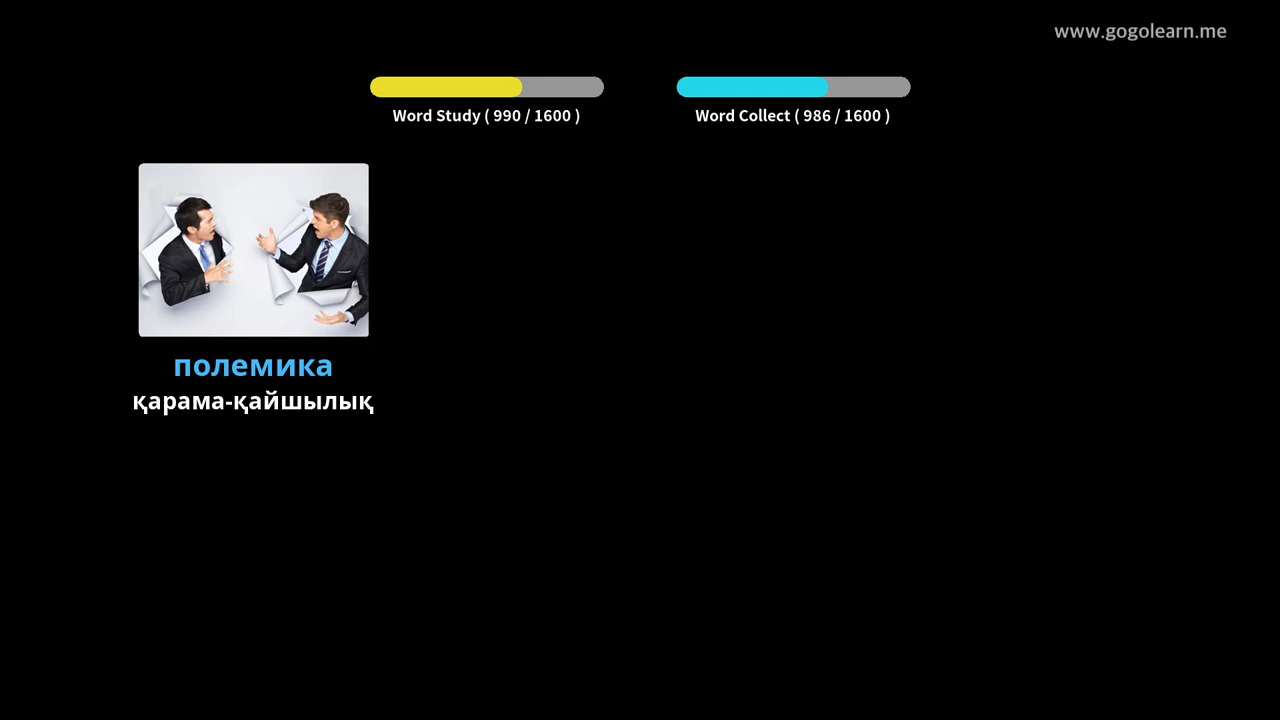 www.gogolearn.me
Word Study ( 990 / 1600 )
Word Collect ( 986 / 1600 )
полемика
қарама-қайшылық